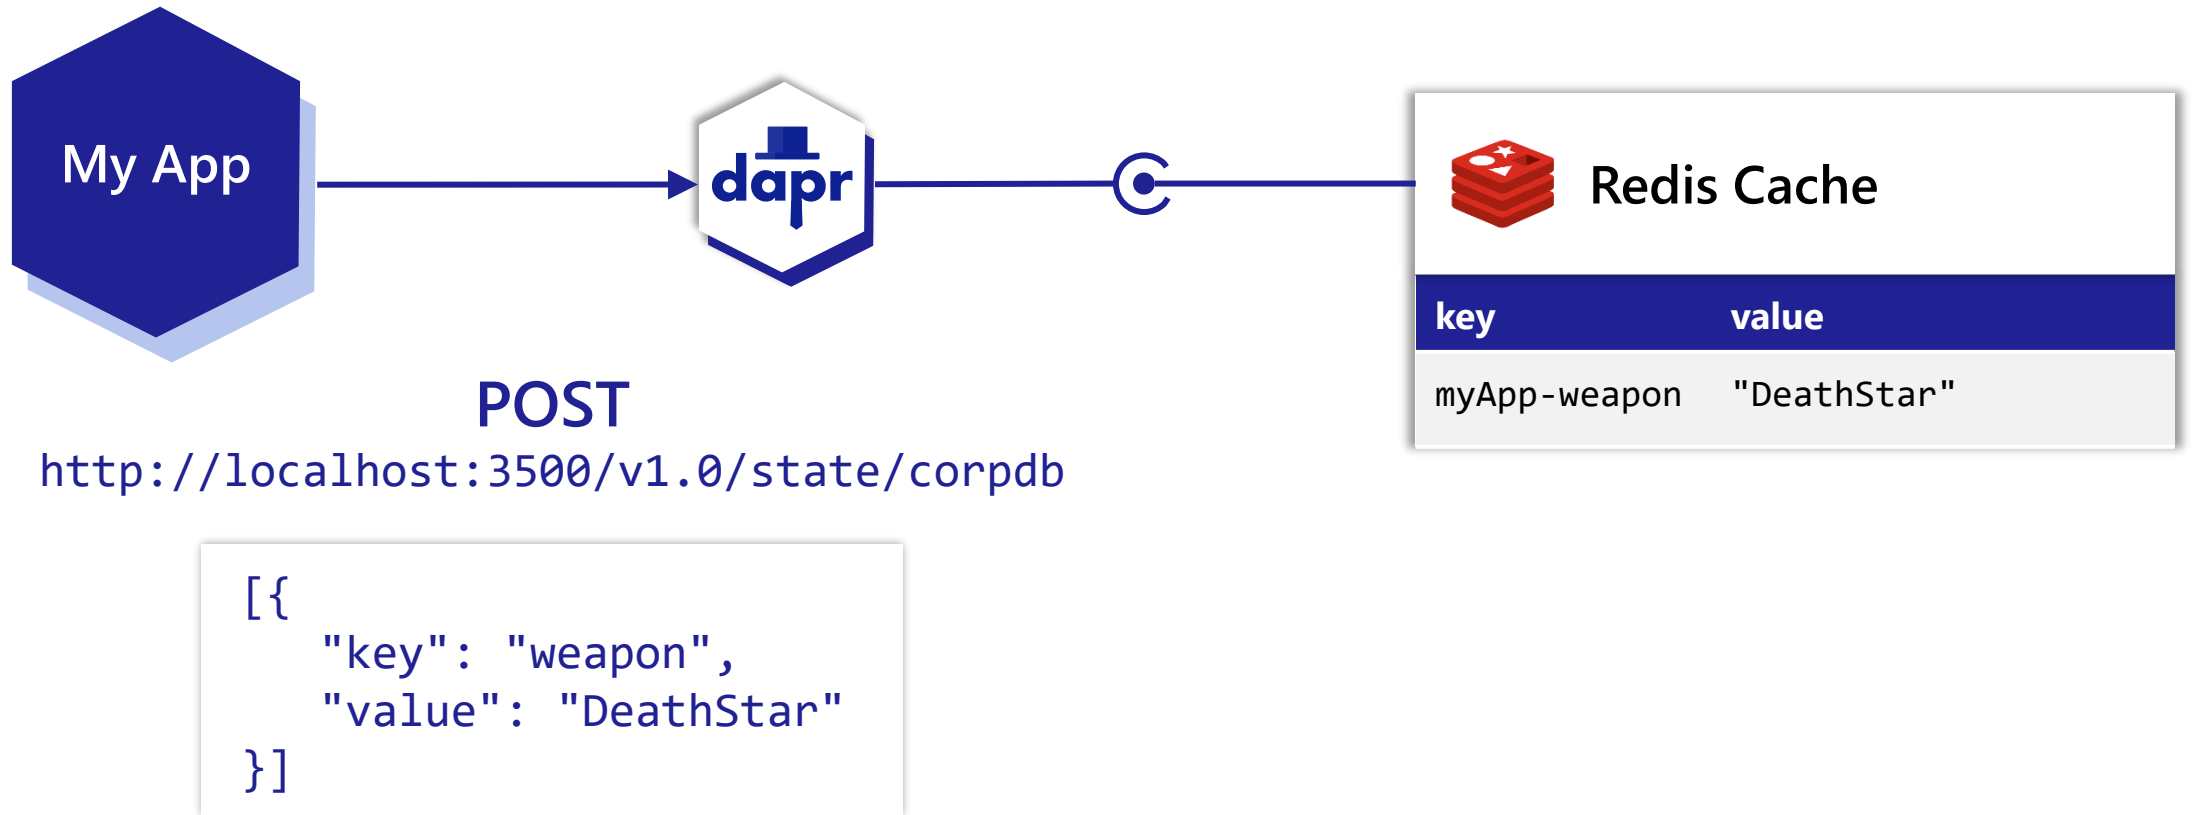 My App
dapr
Redis Cache
key value
myApp-weapon "DeathStar"
POST
http://localhost:3500/v1.0/state/corpdb
[{
"key": "weapon",
"value": "DeathStar"
}]